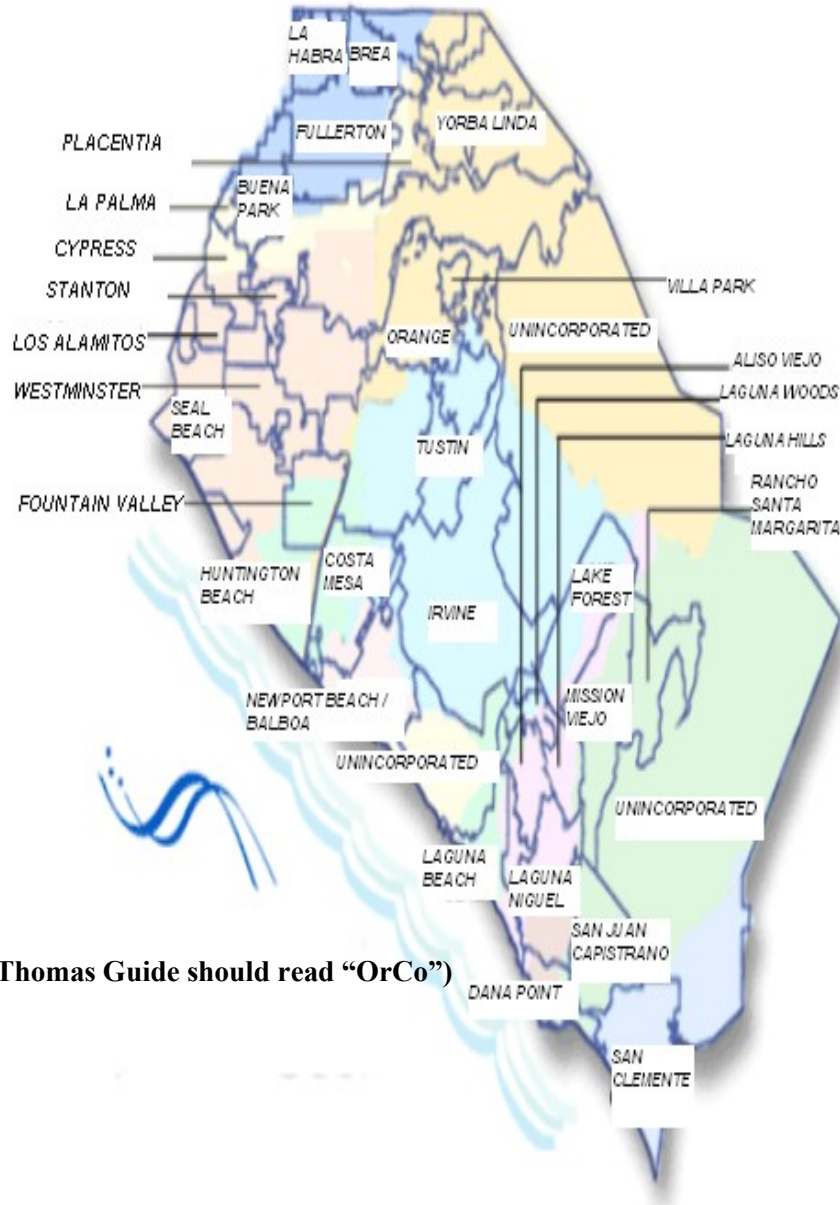 LA
HABRA
BREA
FULLERTON
YORBA LINDA
PLACENTIA
BUENA
PARK
LA PALMA
CYPRESS
STANTON
VILLA PARK
LOS ALAMITOS
ORANGE
UNINCORPORATED
ALISO VIEJO
WESTMINSTER
LAGUNA WOODS
SEAL
BEACH
LAGUNA HILLS
TUSTIN
RANCHO
SANTA
MARGARITA
FOUNTAIN VALLEY
HUNTINGTON
BEACH
COSTA
MESA
LAKE
FOREST
IRVINE
NEWPORT BEACH /
BALBOA
MISSION
VIEJO
UNINCORPORATED
UNINCORPORATED
LAGUNA
BEACH
LAGUNA
NIGUEL
SAN JUAN
CAPISTRANO
Thomas Guide should read “OrCo”)
DANA POINT
SAN
CLEMENTE